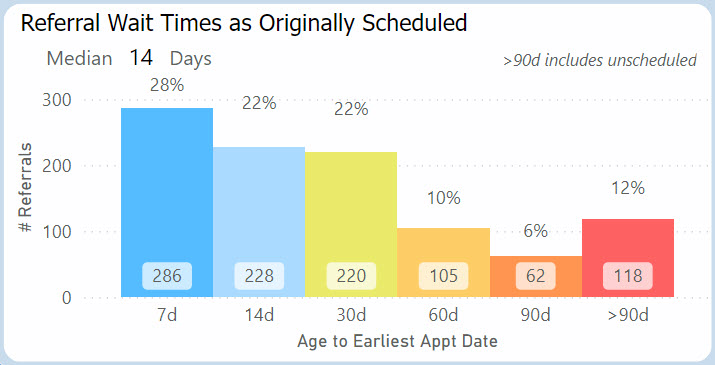 Referral Wait Times as Originally Scheduled
Median 14 Days
>90d includes unscheduled
# Referrals
300
200
100
0
28%
22%
22%
10%
6%
12%
286
228
220
105
62
118
7d
14d
30d
60d
90d
>90d
Age to Earliest Appt Date